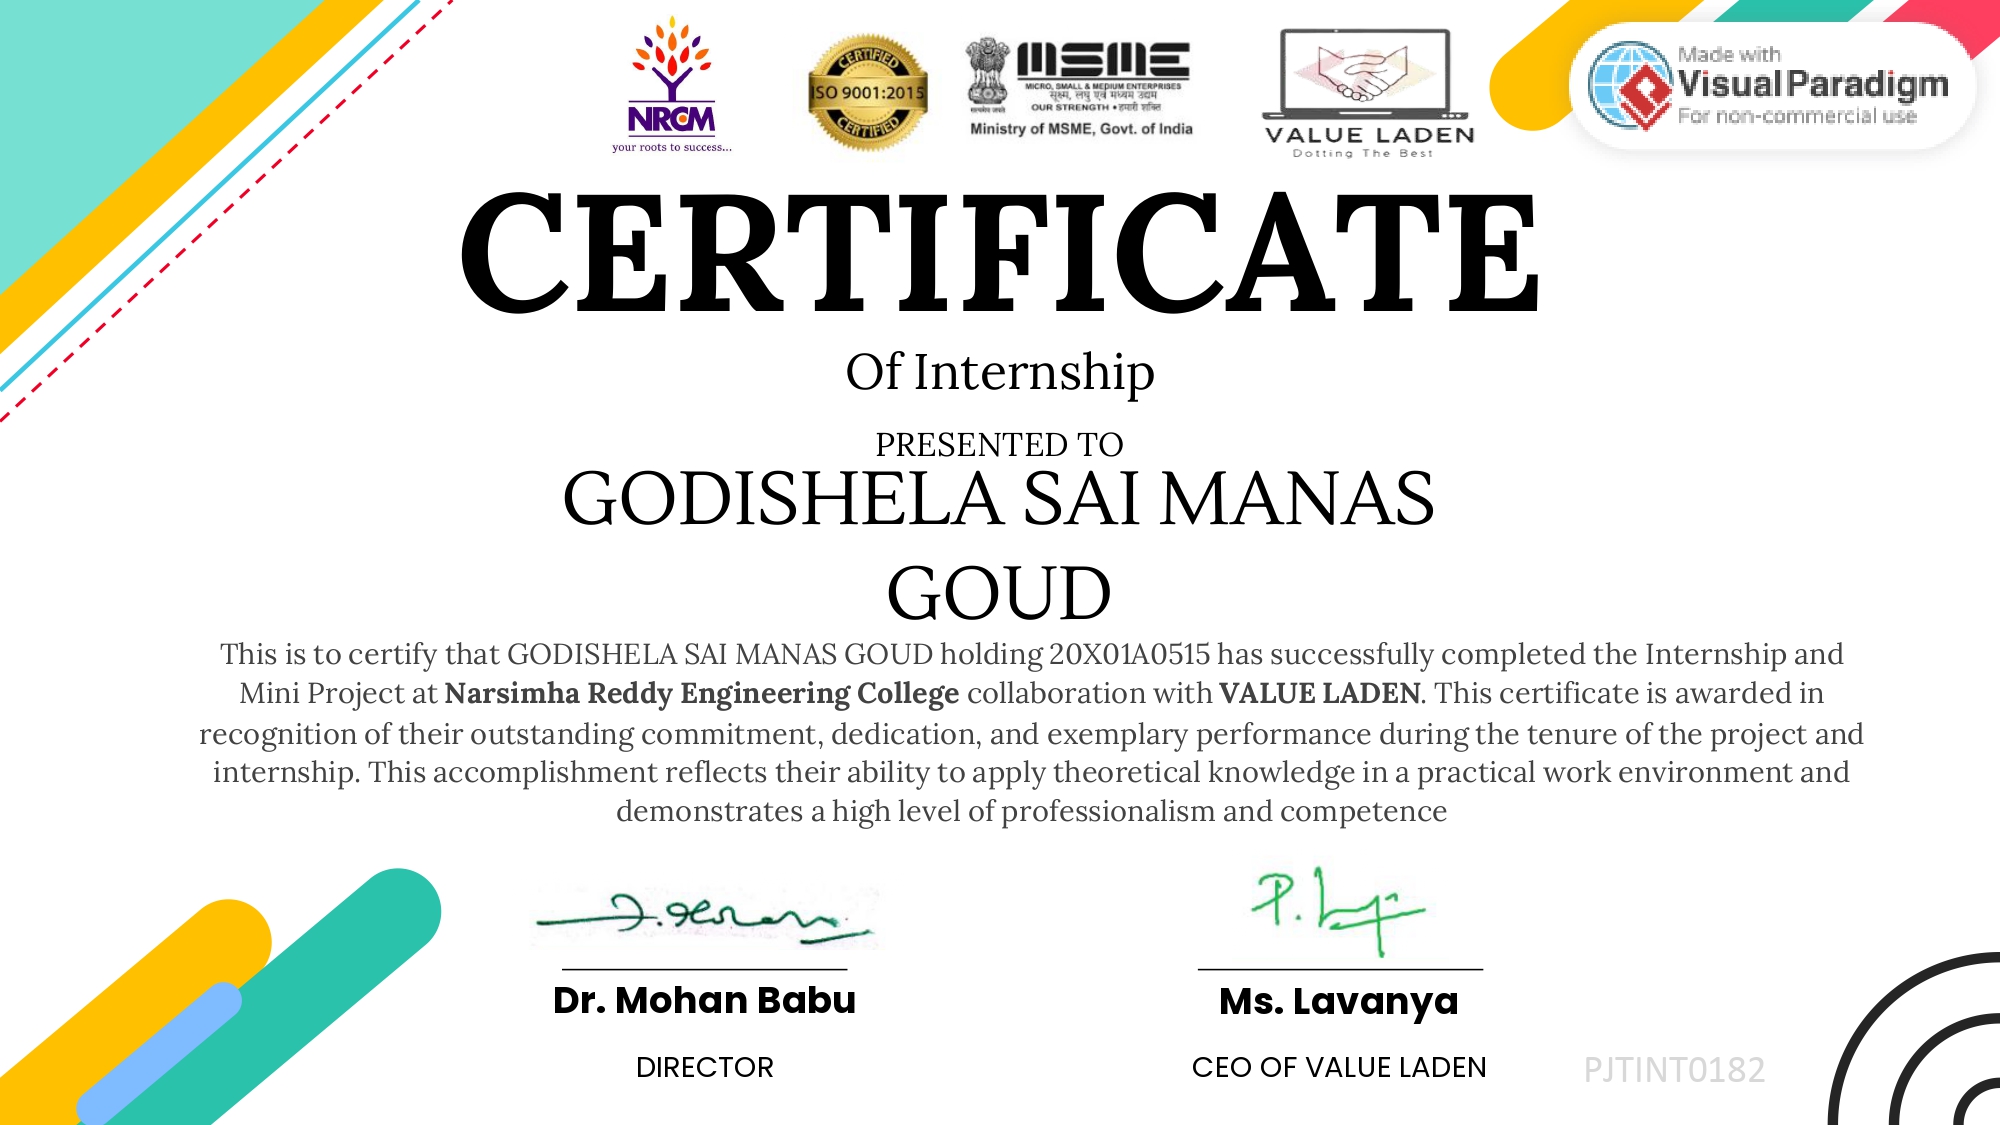 NRCM
your roots to success...
CERTIFIED
ISO 9001:2015
CERTIFIED
MSME
MICRO, SMALL & MEDIUM ENTERPRISES
सूक्ष्म, लघु एवं मध्यम उद्यम
OUR STRENGTH • हमारी शक्ति
सत्यमेव जयते
Ministry of MSME, Govt. of India
VALUE LADEN
Dotting The Best
Made with
Visual Paradigm
For non-commercial use
CERTIFICATE
Of Internship
PRESENTED TO
GODISHELA SAI MANAS
GOUD
This is to certify that GODISHELA SAI MANAS GOUD holding 20X01A0515 has successfully completed the Internship and
Mini Project at Narsimha Reddy Engineering College collaboration with VALUE LADEN. This certificate is awarded in
recognition of their outstanding commitment, dedication, and exemplary performance during the tenure of the project and
internship. This accomplishment reflects their ability to apply theoretical knowledge in a practical work environment and
demonstrates a high level of professionalism and competence
Dr. Mohan Babu
DIRECTOR
Ms. Lavanya
CEO OF VALUE LADEN
PJTINT0182